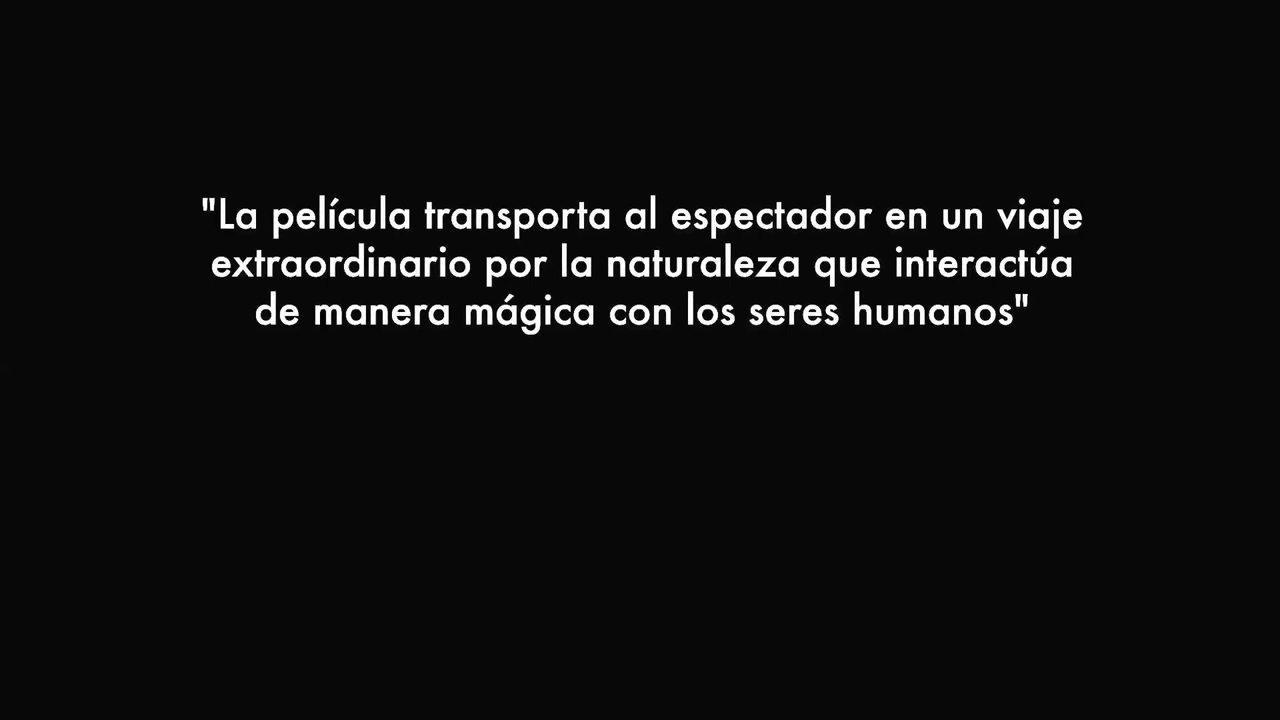 "La película transporta al espectador en un viaje
extraordinario por la naturaleza que interactúa
de manera mágica con los seres humanos"